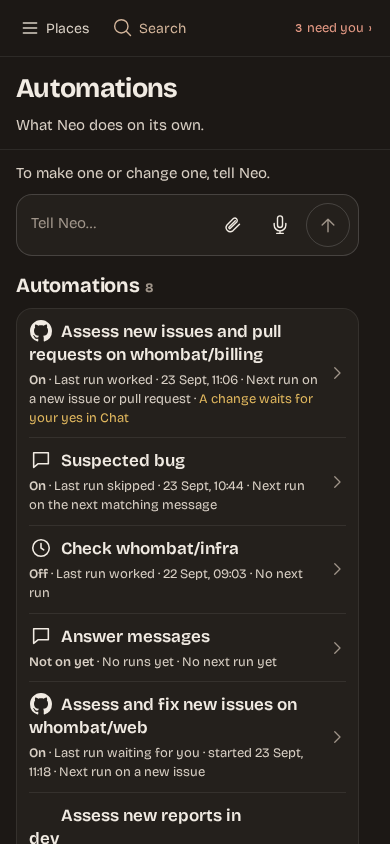 Places
Search
3 need you ›
Automations
What Neo does on its own.
To make one or change one, tell Neo.
Tell Neo...
Automations 8
Assess new issues and pull
requests on whombat/billing
On · Last run worked · 23 Sept, 11:06 · Next run on
a new issue or pull request · A change waits for
your yes in Chat
Suspected bug
On · Last run skipped · 23 Sept, 10:44 · Next run
on the next matching message
Check whombat/infra
Off · Last run worked · 22 Sept, 09:03 · No next
run
Answer messages
Not on yet · No runs yet · No next run yet
Assess and fix new issues on
whombat/web
On · Last run waiting for you · started 23 Sept,
11:18 · Next run on a new issue
Assess new reports in
dev